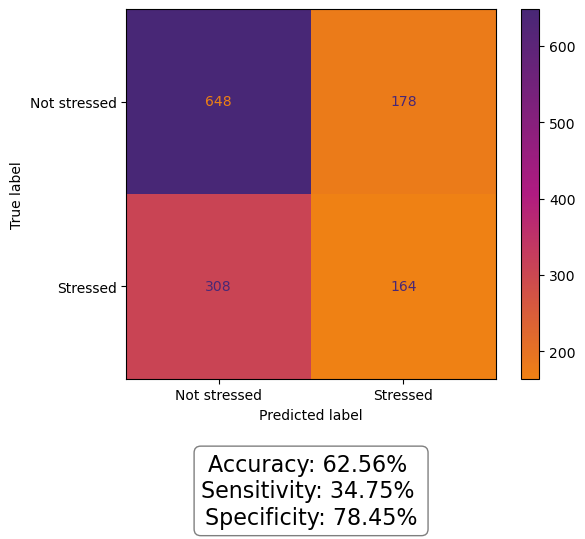 True label
Not stressed
648
178
Stressed
308
164
Not stressed
Stressed
Predicted label
600
500
400
300
200
Accuracy: 62.56%
Sensitivity: 34.75%
Specificity: 78.45%